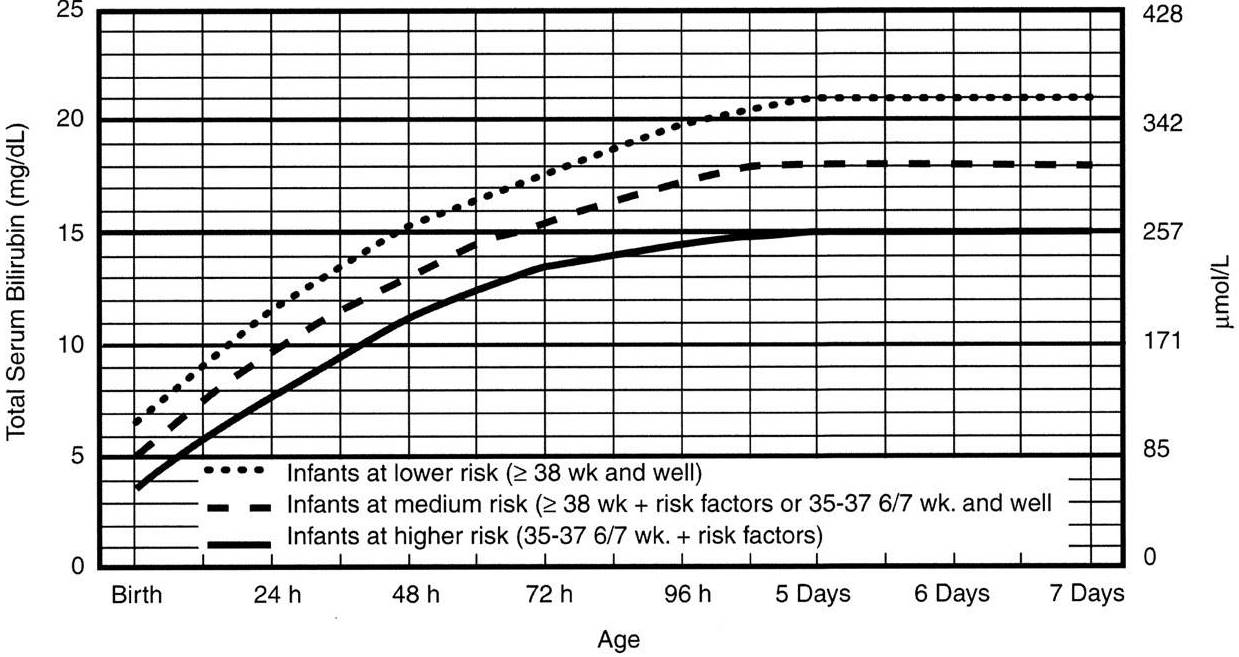 25
20
15
10
5
0
Total Serum Bilirubin (mg/dL)
428
342
257
171
85
0
µmol/L
Infants at lower risk (≥ 38 wk and well)
Infants at medium risk (≥ 38 wk + risk factors or 35-37 6/7 wk. and well
Infants at higher risk (35-37 6/7 wk. + risk factors)
Birth 24 h 48 h 72 h 96 h 5 Days 6 Days 7 Days
Age